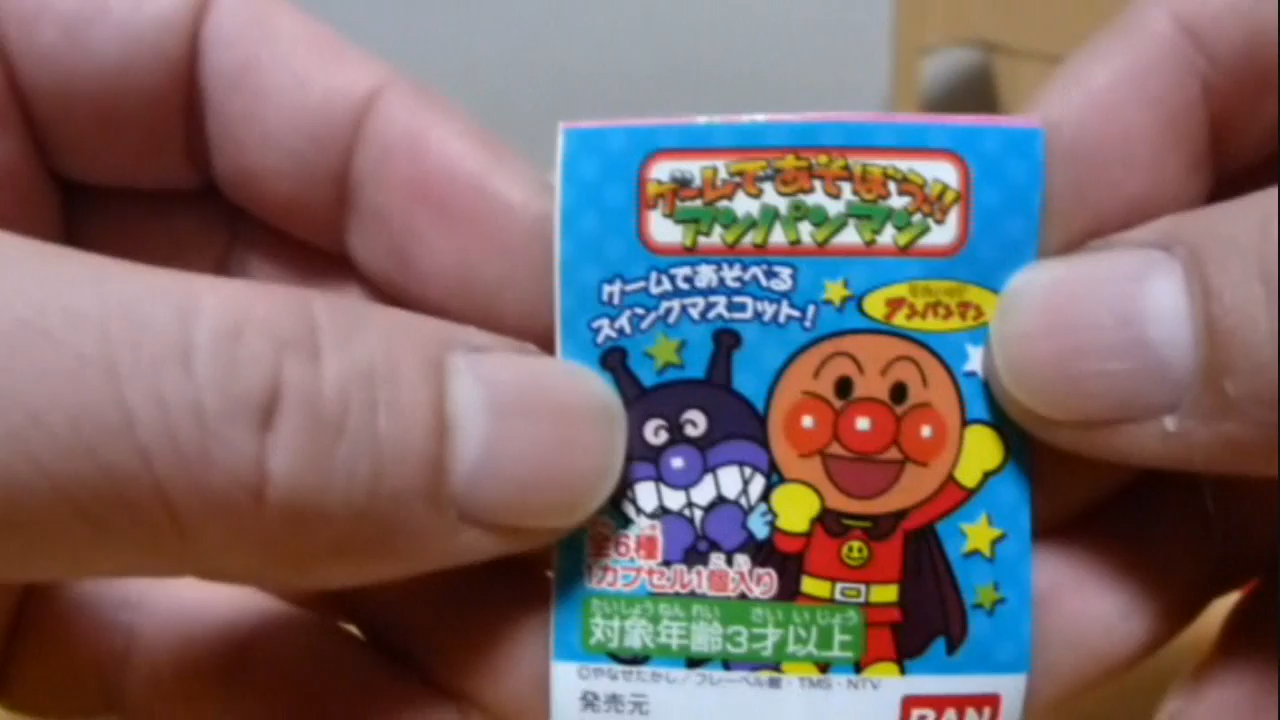 ゲームであそぼう!!
アンパンマン
ゲームであそべる
スイングマスコット!
アンパンマン
全6種
1カプセル1個入り
たいしょうねんれい さいいじょう
対象年齢3才以上
©やなせたかし/フレーベル館・TMS・NTV
発売元
BAN